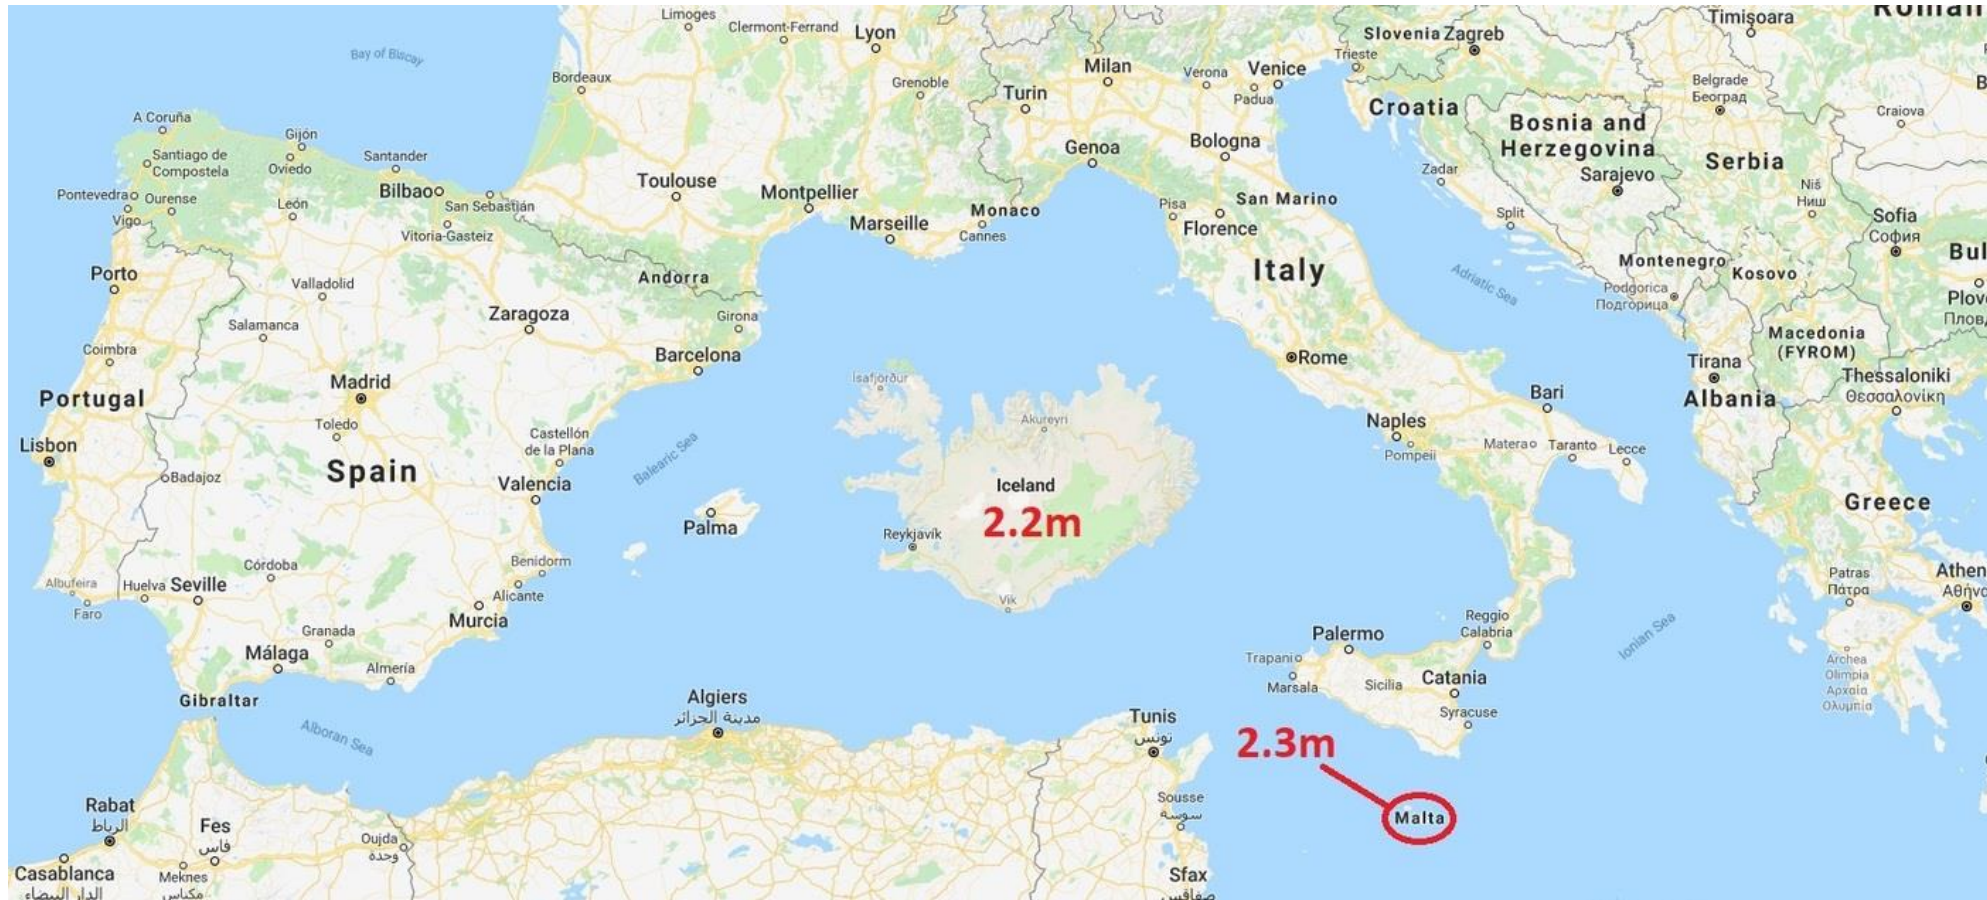 Limoges
Clermont-Ferrand
Lyon
Slovenia
Zagreb
Timișoara
Bay of Biscay
Bordeaux
Grenoble
Milan
Verona
Venice
Trieste
Turin
Padua
Croatia
Belgrade
Београд
Craiova
A Coruña
Gijón
Bosnia and
Herzegovina
Serbia
Santiago de
Compostela
Oviedo
Santander
Genoa
Bologna
Zadar
Sarajevo
Pontevedra
Ourense
Vigo
León
Bilbao
San Sebastián
Vitoria-Gasteiz
Toulouse
Montpellier
Marseille
Monaco
Cannes
Pisa
San Marino
Florence
Split
Niš
Ниш
Sofia
София
Porto
Valladolid
Andorra
Italy
Adriatic Sea
Montenegro
Kosovo
Podgorica
Подгорица
Salamanca
Zaragoza
Girona
Coimbra
Barcelona
Rome
Macedonia
(FYROM)
Tirana
Thessaloniki
Θεσσαλονίκη
Albania
Madrid
Toledo
Portugal
Ísafjörður
Akureyri
Bari
Naples
Pompeii
Matera
Taranto
Lecce
Lisbon
Badajoz
Spain
Castellón
de la Plana
Valencia
Balearic Sea
Palma
Iceland
2.2m
Reykjavík
Vik
Greece
Albufeira
Faro
Huelva
Seville
Córdoba
Benidorm
Alicante
Murcia
Patras
Πάτρα
Granada
Málaga
Almería
Gibraltar
Reggio
Calabria
Palermo
Trapani
Marsala
Sicilia
Catania
Syracuse
Ionian Sea
Archea
Olimpia
Αρχαία
Ολυμπία
Alboran Sea
Algiers
مدينة الجزائر
Tunis
تونس
2.3m
Malta
Rabat
الرباط
Fes
فاس
Oujda
وجدة
Sousse
سوسة
Casablanca
الدار البيضاء
Meknes
مكناس
Sfax
صفاقس